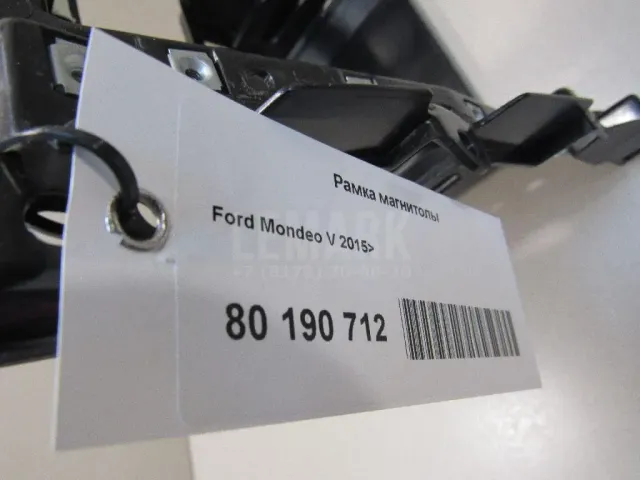 Рамка магнитолы
Ford Mondeo V 2015>
LEMARK
80 190 712